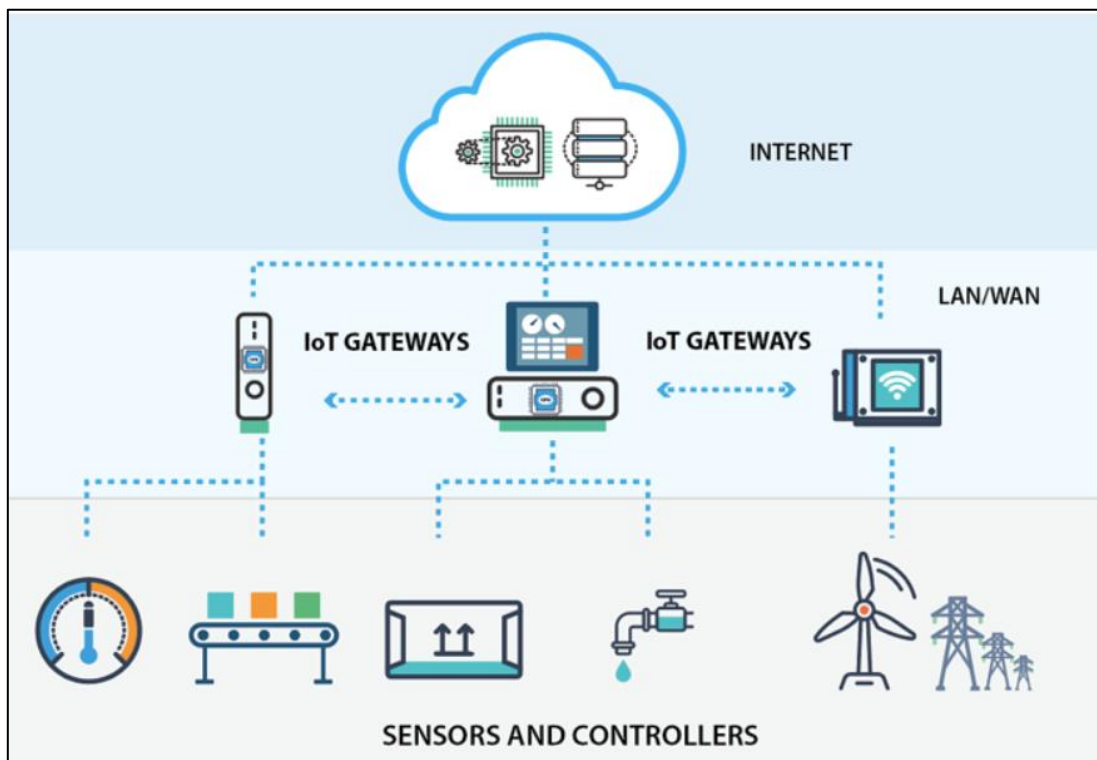 INTERNET
LAN/WAN
IoT GATEWAYS
IoT GATEWAYS
SENSORS AND CONTROLLERS